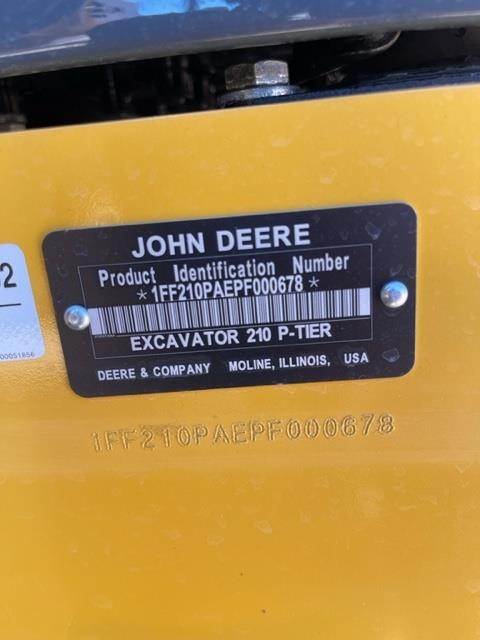 JOHN DEERE
Product Identification Number
*1FF210PAEPF000678*
EXCAVATOR 210 P-TIER
DEERE & COMPANY MOLINE, ILLINOIS, USA
1FF210PAEPF000678